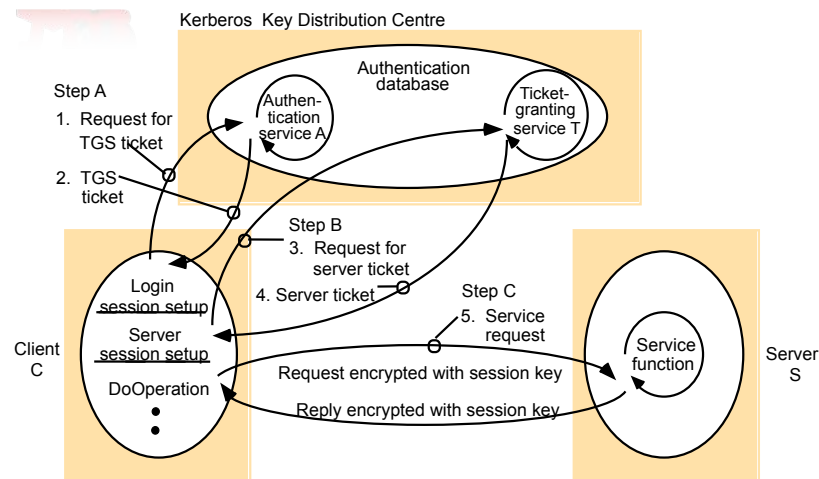 Kerberos Key Distribution Centre
Step A
1. Request for
TGS ticket
2. TGS
ticket
Authentication
database
Authen-
tication
service A
Ticket-
granting
service T
Step B
3. Request for
server ticket
4. Server ticket
Step C
5. Service
request
Client
C
Login
session setup
Server
session setup
DoOperation
Request encrypted with session key
Reply encrypted with session key
Service
function
Server
S